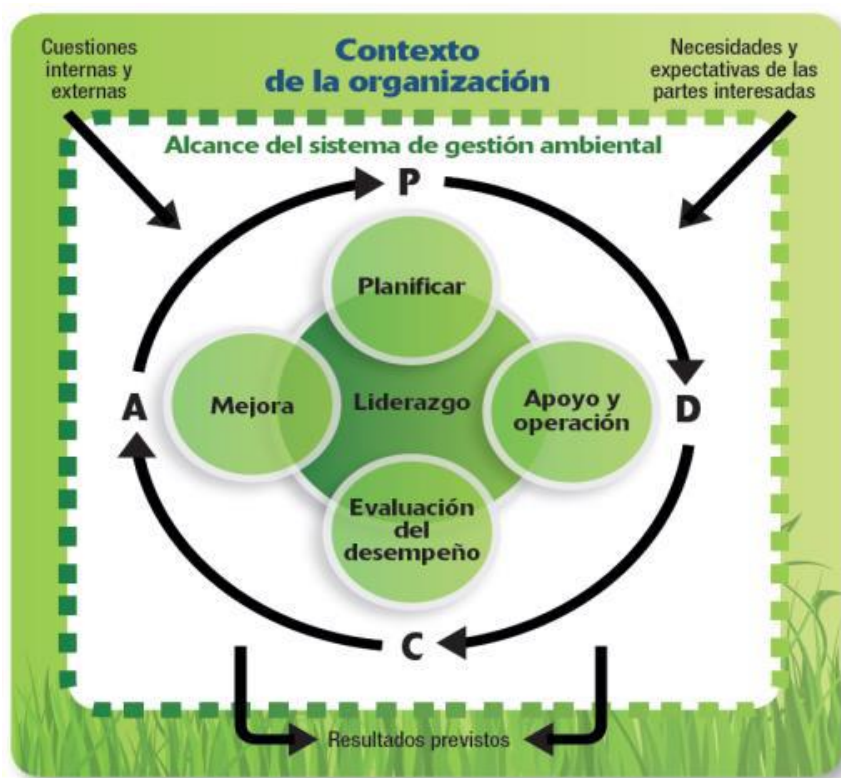 Cuestiones
internas y
externas
Contexto
de la organización
Necesidades y
expectativas de las
partes interesadas
Alcance del sistema de gestión ambiental
P
Planificar
A
Mejora
Liderazgo
Apoyo y
operación
D
Evaluación
del
desempeño
C
Resultados previstos